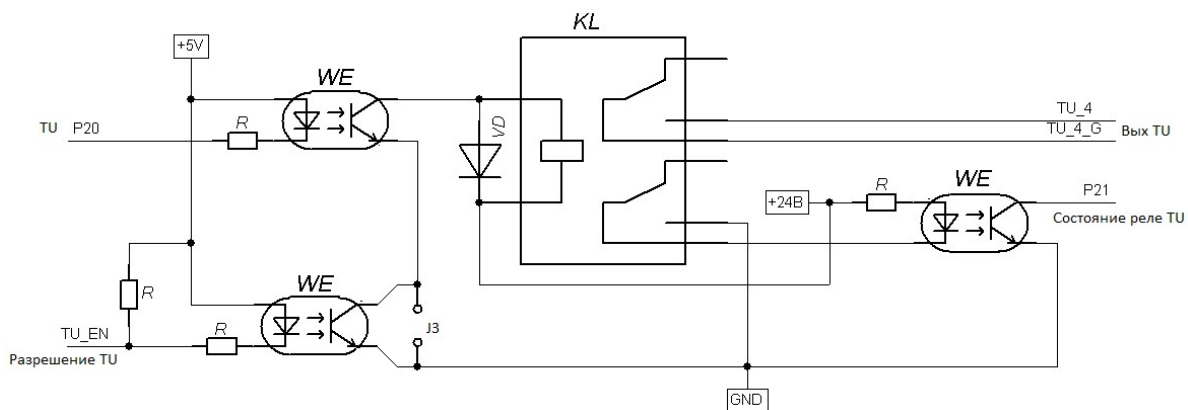 KL
+5V
WE
TU_4
TU P20
VD
TU_4_G
Вых TU
R
R
WE
P21
+24В
Состояние реле TU
WE
R
TU_EN
R
J3
Разрешение TU
GND